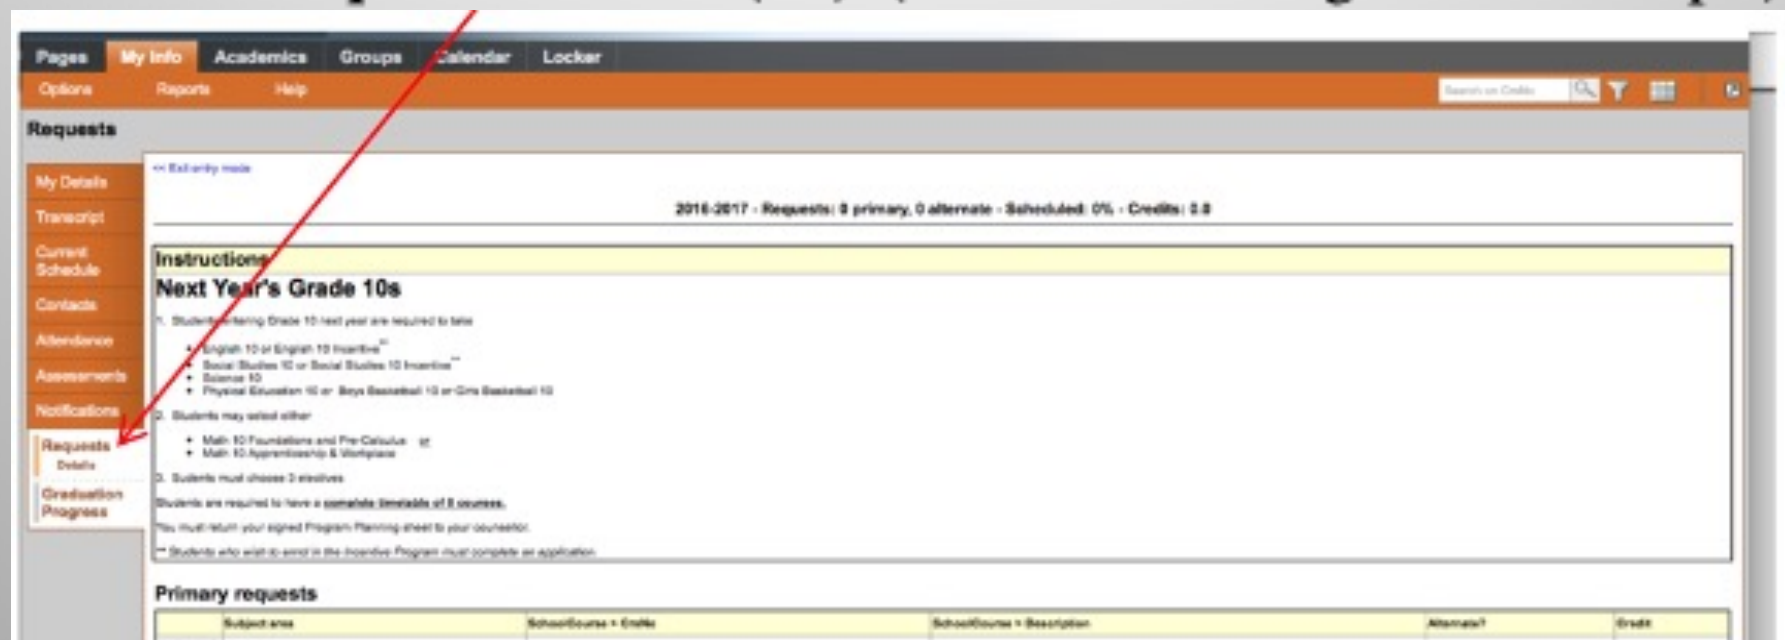 Pages My Info Academics Groups Calendar Locker
Options Reports Help Search on CrsNo
Requests
My Details
Transcript
Current
Schedule
Contacts
Attendance
Assessments
Notifications
Requests
Details
Graduation
Progress
<< Exit entry mode
2016-2017 - Requests: 0 primary, 0 alternate - Scheduled: 0% - Credits: 0.0
Instructions
Next Year's Grade 10s
1. Students entering Grade 10 next year are required to take
• English 10 or English 10 Incentive**
• Social Studies 10 or Social Studies 10 Incentive**
• Science 10
• Physical Education 10 or Boys Basketball 10 or Girls Basketball 10
2. Students may select either
• Math 10 Foundations and Pre-Calculus or
• Math 10 Apprenticeship & Workplace
3. Students must choose 3 electives
Students are required to have a complete timetable of 8 courses.
You must return your signed Program Planning sheet to your counsellor.
** Students who wish to enrol in the Incentive Program must complete an application
Primary requests
Subject area SchoolCourse > CrsNo SchoolCourse > Description Alternate? Credit